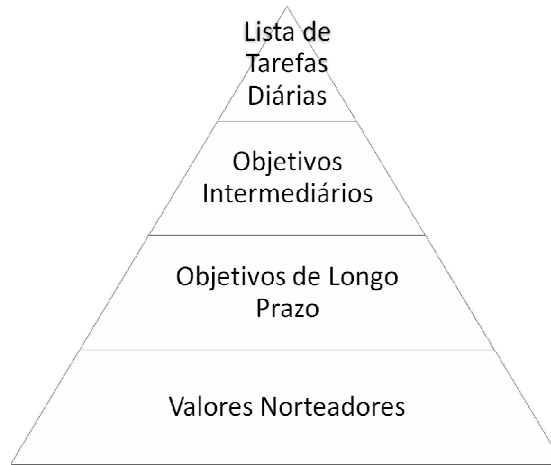 Lista de
Tarefas
Diárias
Objetivos
Intermediários
Objetivos de Longo
Prazo
Valores Norteadores